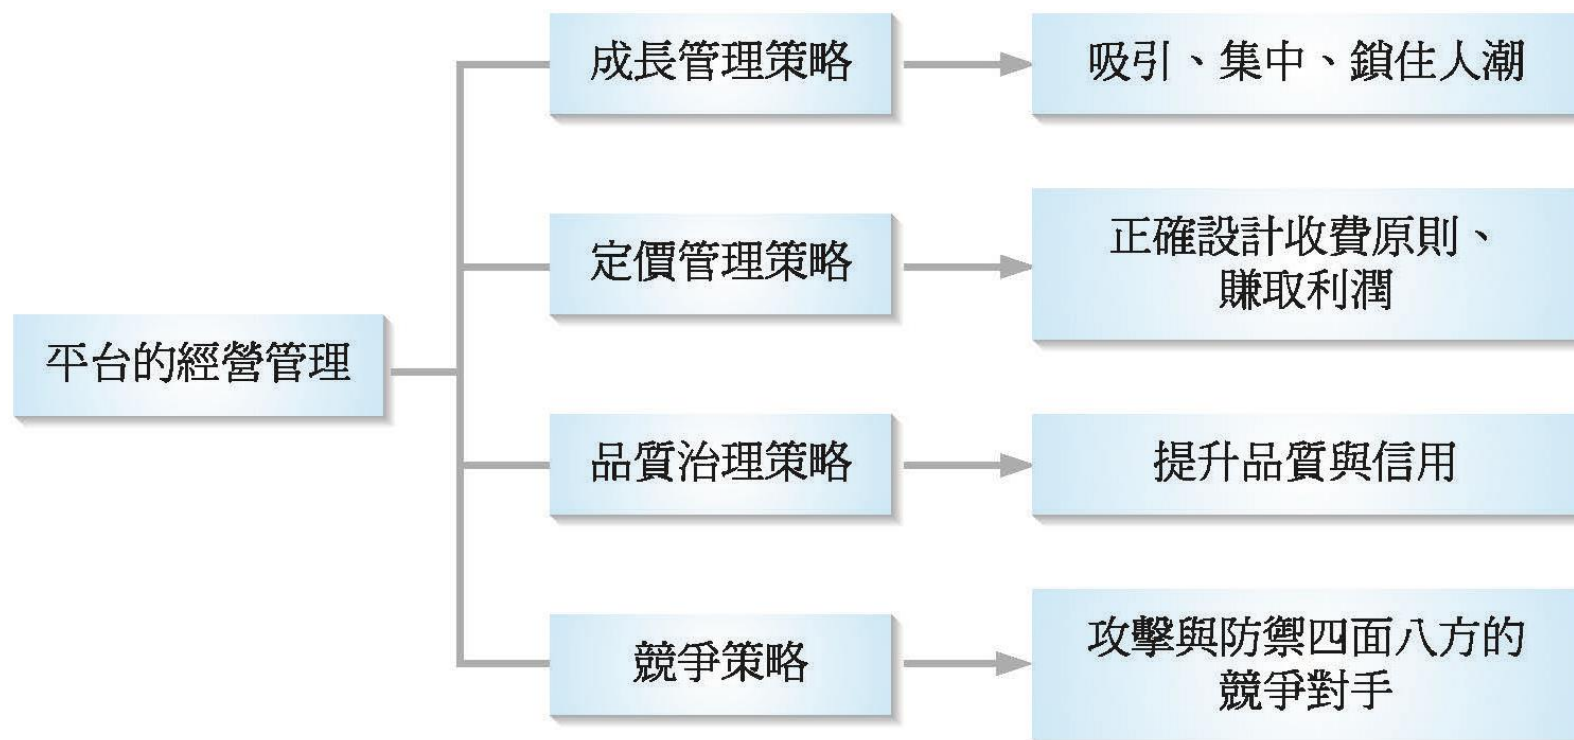 平台的經營管理
成長管理策略
吸引、集中、鎖住人潮
定價管理策略
正確設計收費原則、
賺取利潤
品質治理策略
提升品質與信用
競爭策略
攻擊與防禦四面八方的
競爭對手